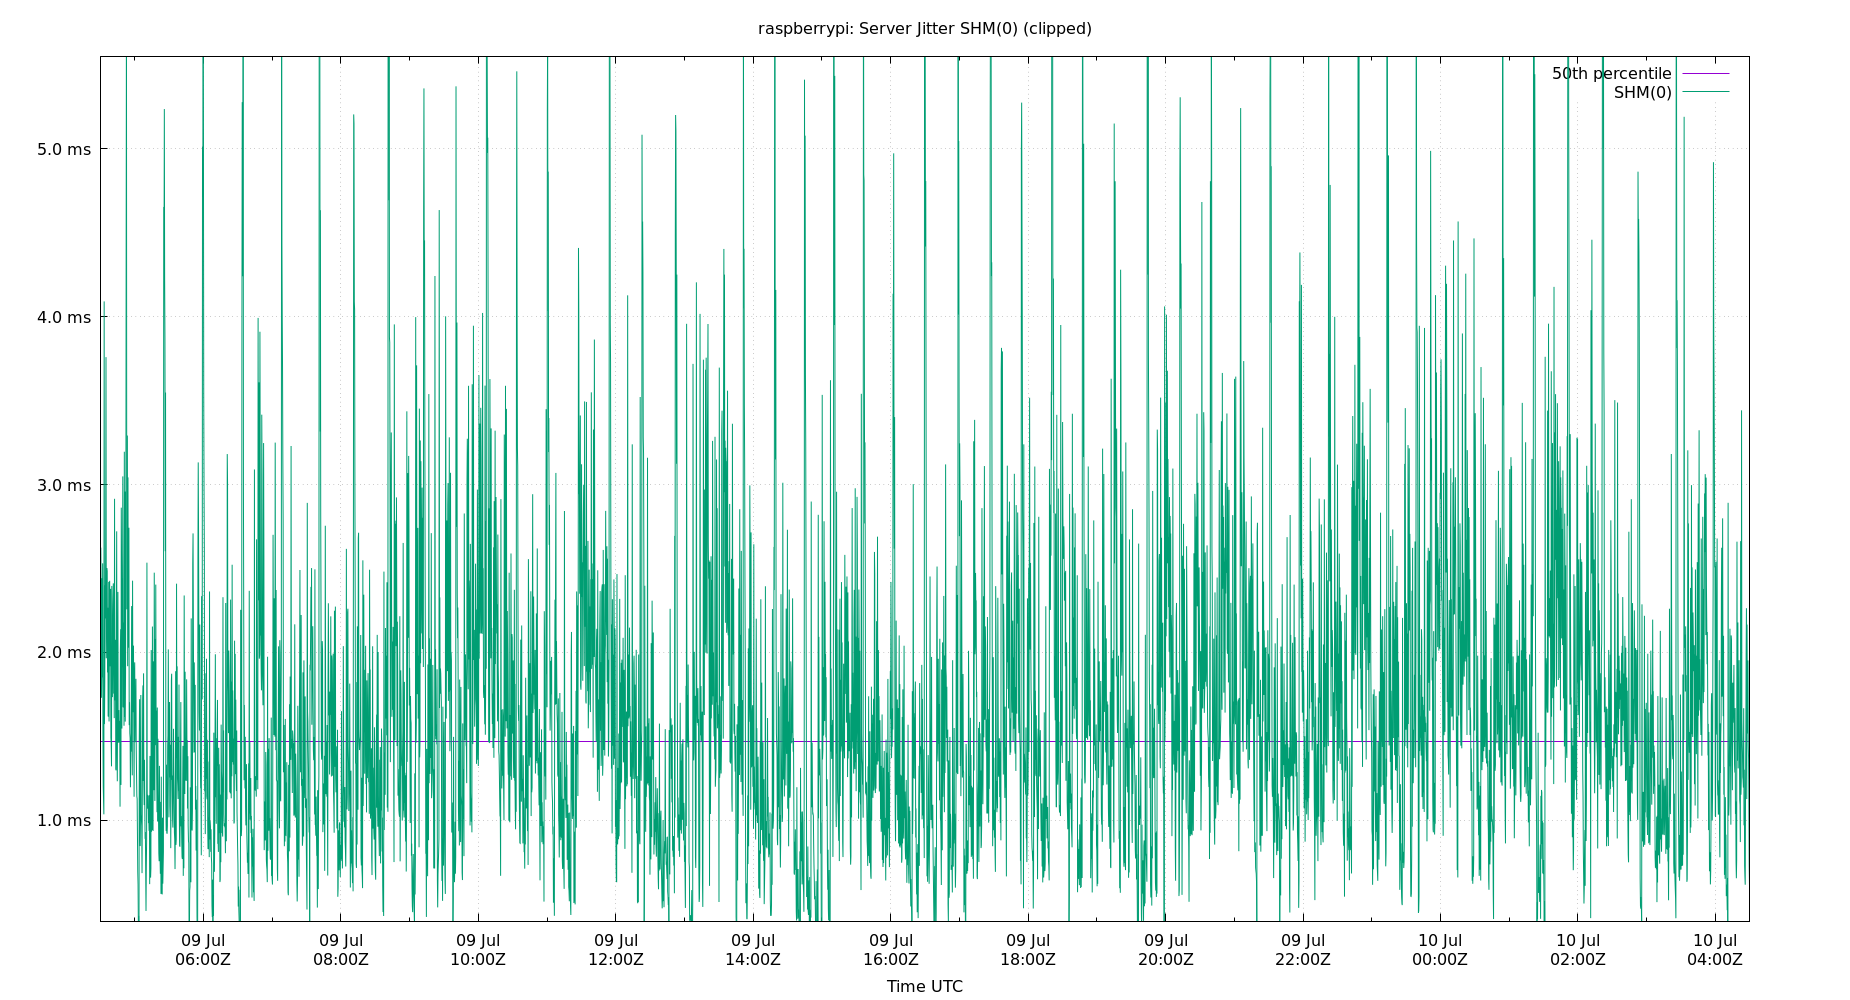 raspberrypi: Server Jitter SHM(0) (clipped)
50th percentile
SHM(0)
5.0 ms
4.0 ms
3.0 ms
2.0 ms
1.0 ms
09 Jul 09 Jul 09 Jul 09 Jul 09 Jul 09 Jul 09 Jul 09 Jul 09 Jul 10 Jul 10 Jul 10 Jul
06:00Z 08:00Z 10:00Z 12:00Z 14:00Z 16:00Z 18:00Z 20:00Z 22:00Z 00:00Z 02:00Z 04:00Z
Time UTC